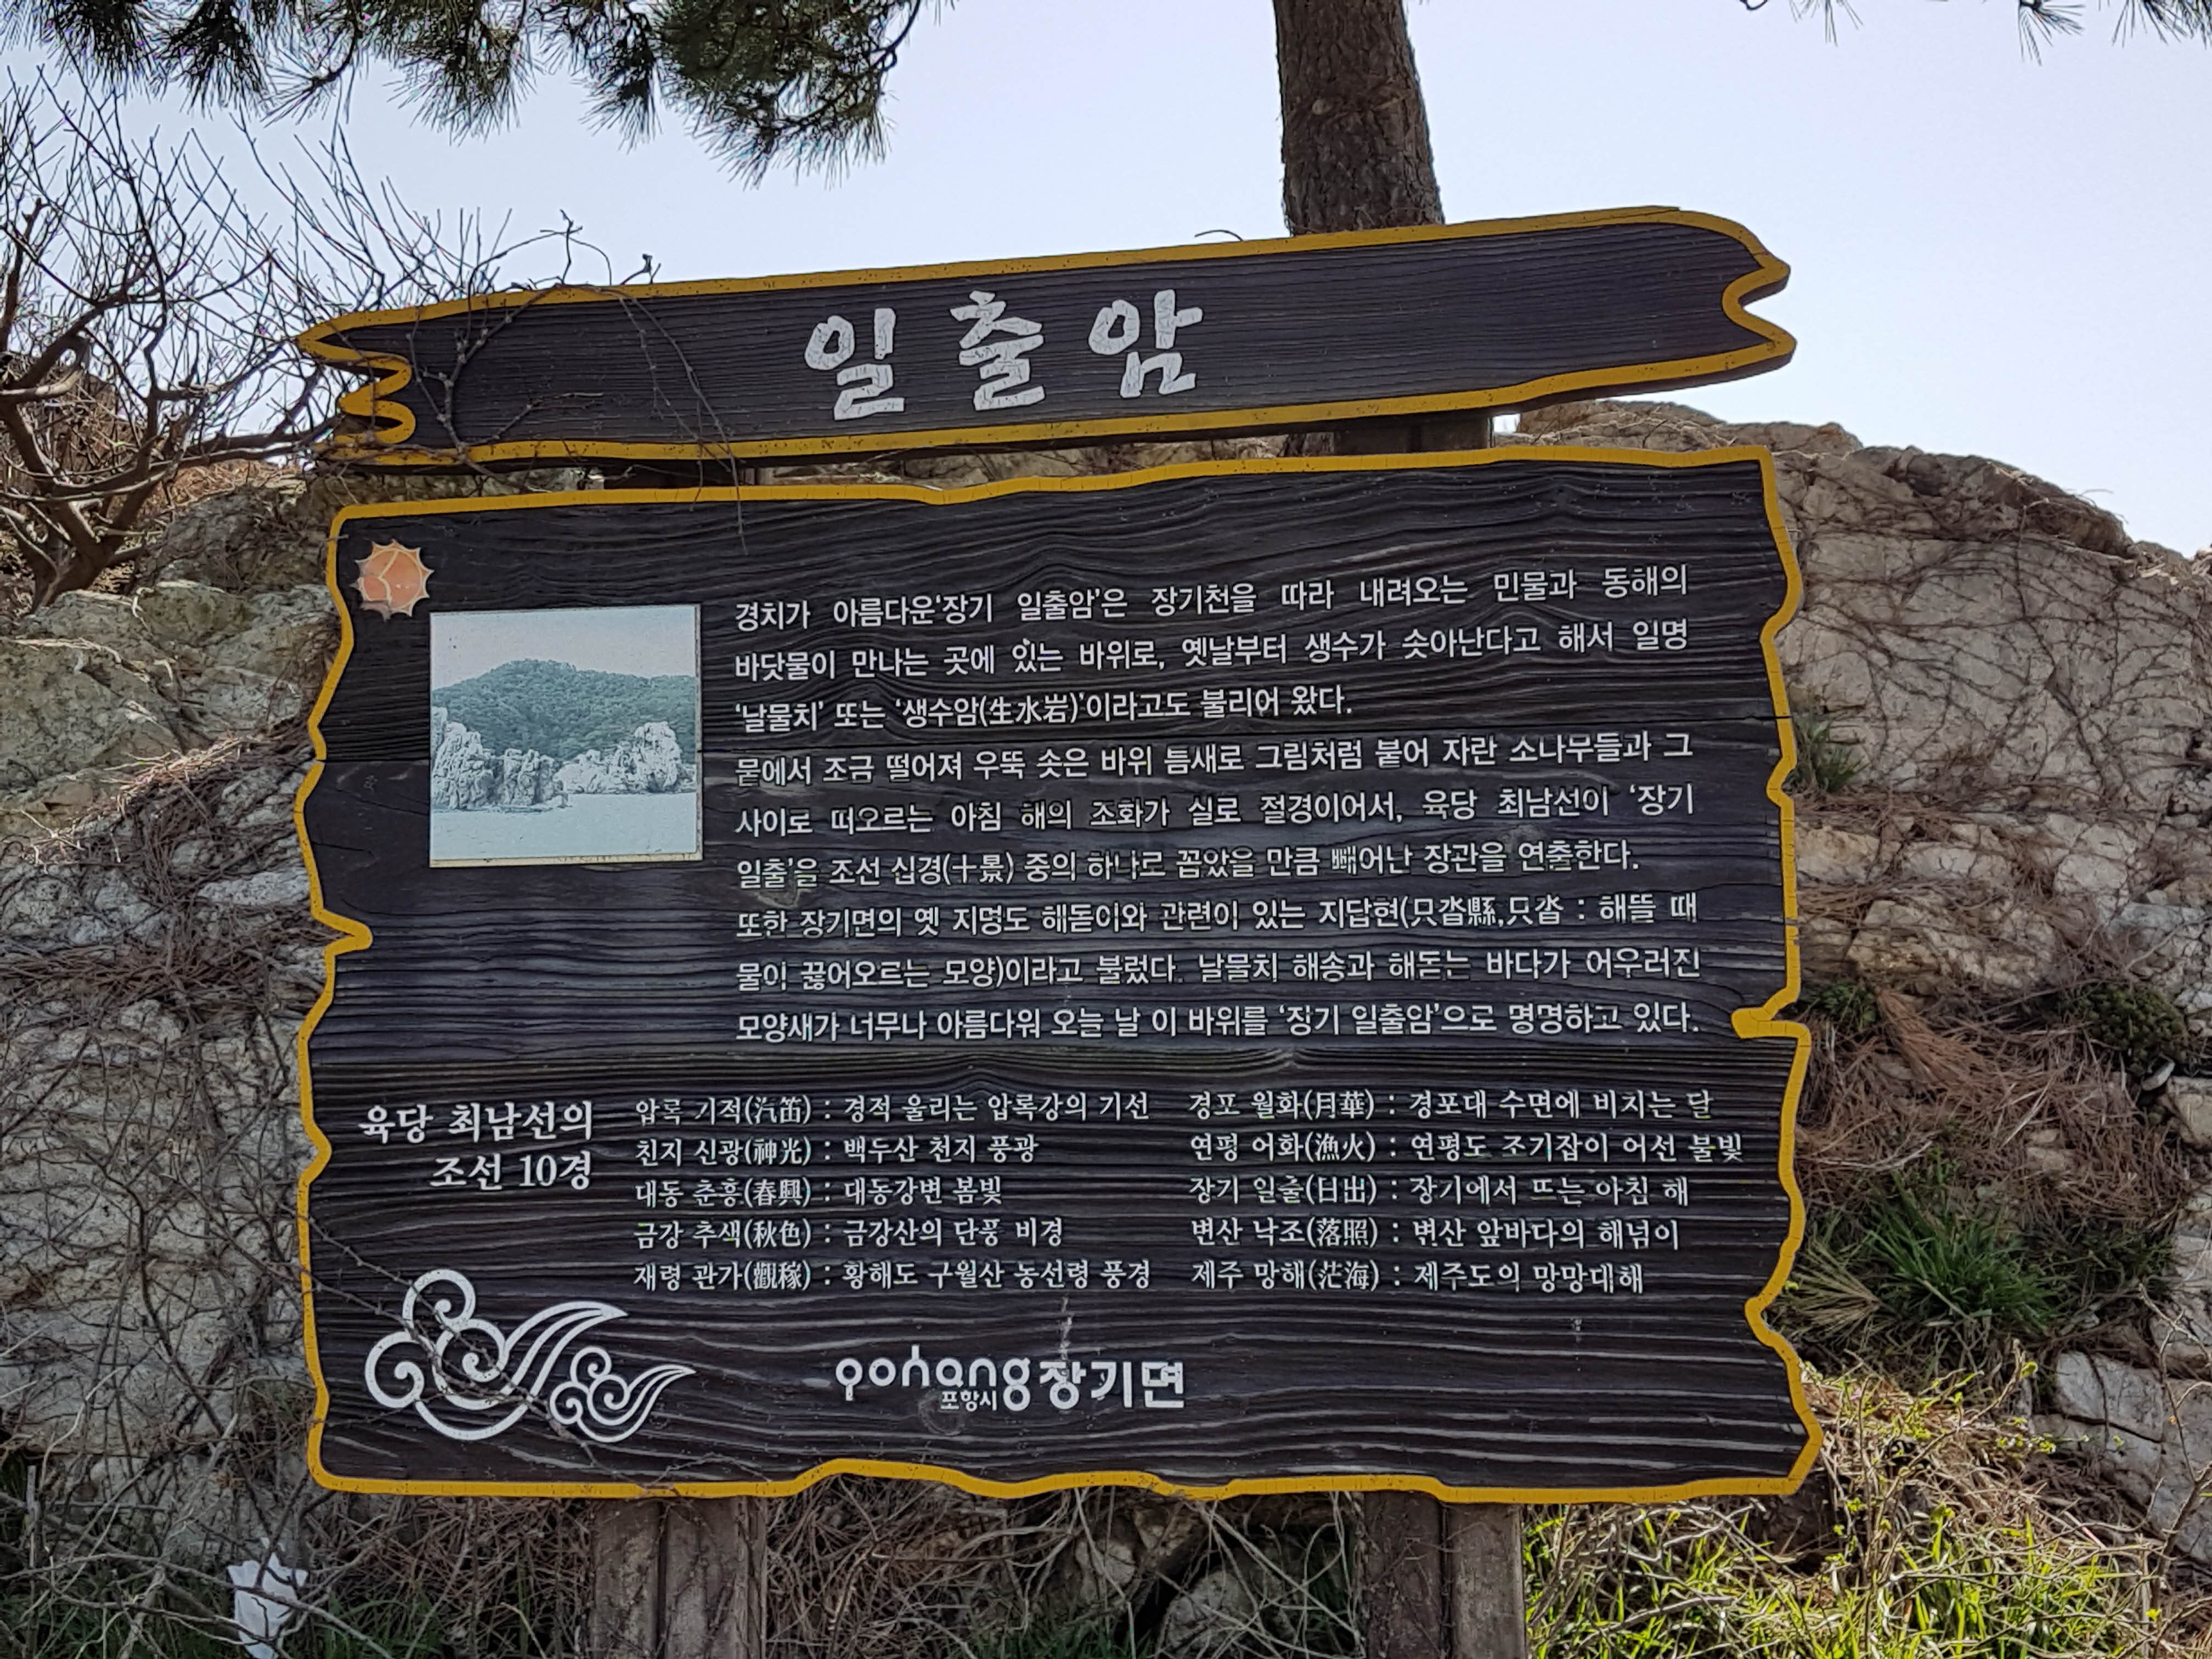 일출암
경치가 아름다운‘장기 일출암’은 장기천을 따라 내려오는 민물과 동해의
바닷물이 만나는 곳에 있는 바위로, 옛날부터 생수가 솟아난다고 해서 일명
‘날물치’ 또는 ‘생수암(生水岩)’이라고도 불리어 왔다.
뭍에서 조금 떨어져 우뚝 솟은 바위 틈새로 그림처럼 붙어 자란 소나무들과 그
사이로 떠오르는 아침 해의 조화가 실로 절경이어서, 육당 최남선이 ‘장기
일출’을 조선 십경(十景) 중의 하나로 꼽았을 만큼 빼어난 장관을 연출한다.
또한 장기면의 옛 지명도 해돋이와 관련이 있는 지답현(只沓縣,只沓 : 해뜰 때
물이 끓어오르는 모양)이라고 불렀다. 날물치 해송과 해돋는 바다가 어우러진
모양새가 너무나 아름다워 오늘 날 이 바위를 ‘장기 일출암’으로 명명하고 있다.
육당 최남선의
조선 10경
압록 기적(汽笛) : 경적 울리는 압록강의 기선
친지 신광(神光) : 백두산 천지 풍광
대동 춘흥(春興) : 대동강변 봄빛
금강 추색(秋色) : 금강산의 단풍 비경
재령 관가(觀稼) : 황해도 구월산 동선령 풍경
경포 월화(月華) : 경포대 수면에 비치는 달
연평 어화(漁火) : 연평도 조기잡이 어선 불빛
장기 일출(日出) : 장기에서 뜨는 아침 해
변산 낙조(落照) : 변산 앞바다의 해넘이
제주 망해(茫海) : 제주도의 망망대해
pohang 장기면
포항시